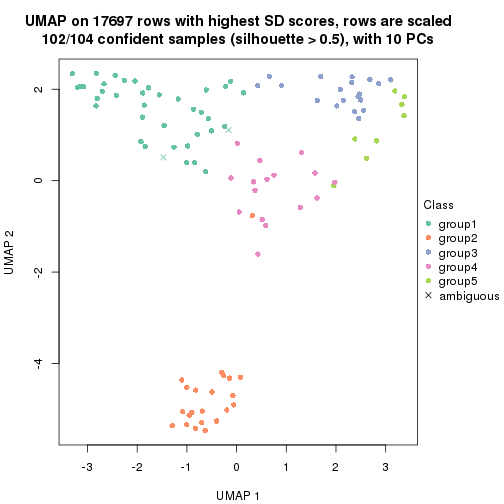 UMAP on 17697 rows with highest SD scores, rows are scaled
102/104 confident samples (silhouette > 0.5), with 10 PCs
2
0
-2
-4
UMAP 2
-3 -2 -1 0 1 2 3
UMAP 1
Class
group1
group2
group3
group4
group5
ambiguous